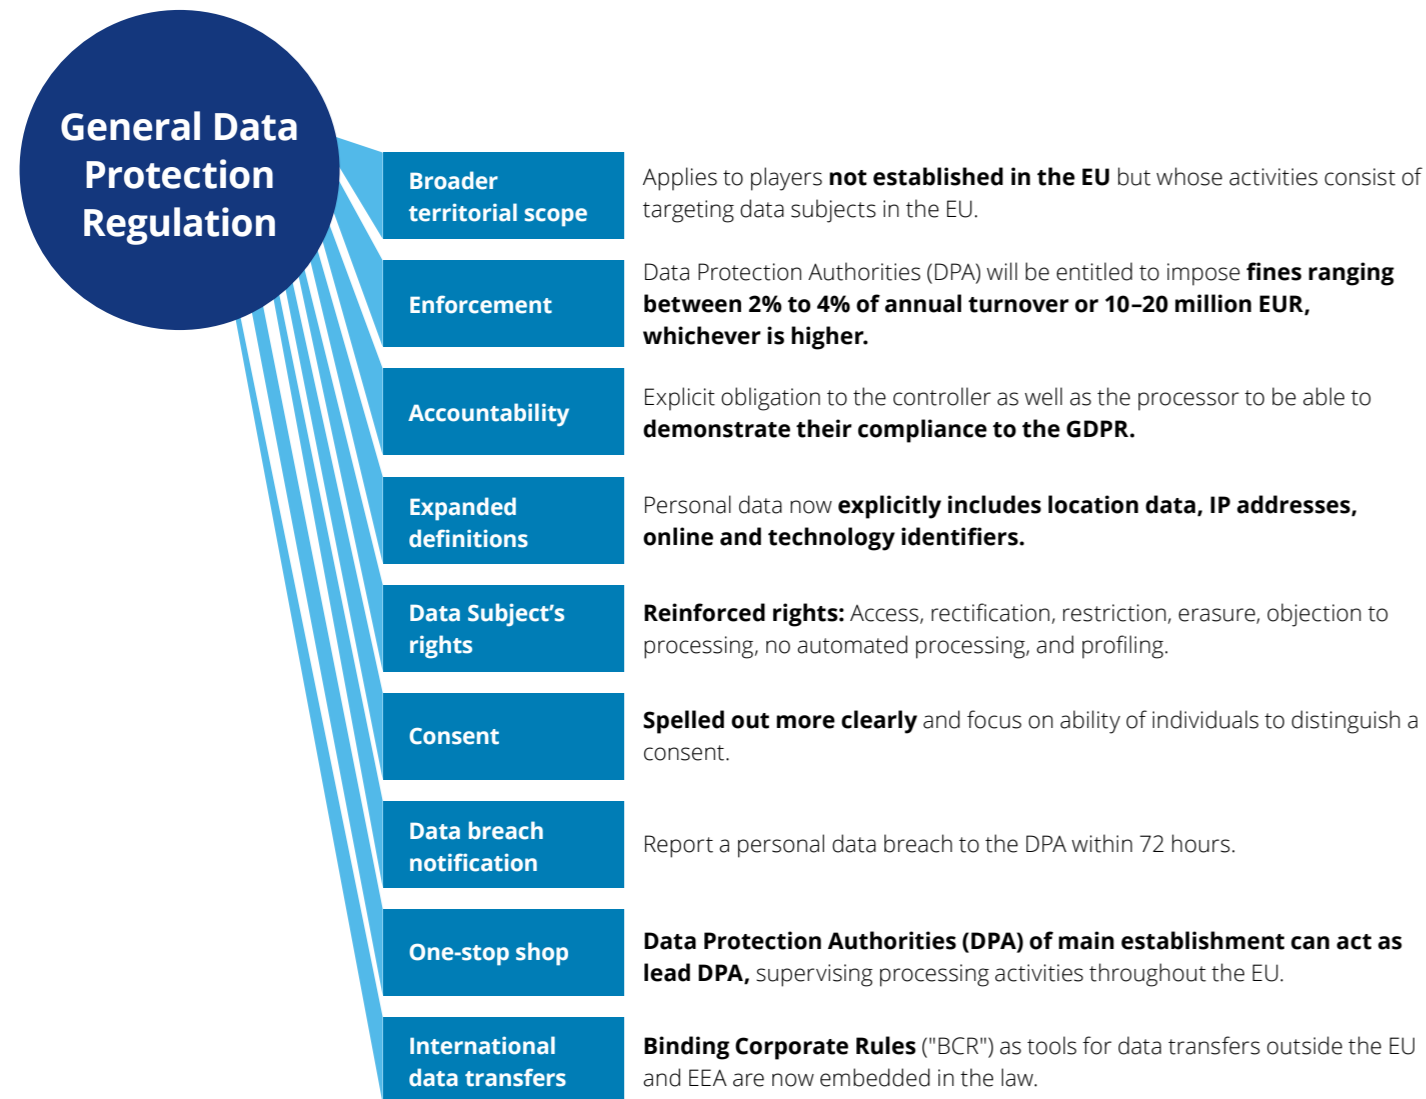 General Data
Protection
Regulation
Broader
territorial scope
Applies to players not established in the EU but whose activities consist of
targeting data subjects in the EU.
Enforcement
Data Protection Authorities (DPA) will be entitled to impose fines ranging
between 2% to 4% of annual turnover or 10–20 million EUR,
whichever is higher.
Accountability
Explicit obligation to the controller as well as the processor to be able to
demonstrate their compliance to the GDPR.
Expanded
definitions
Personal data now explicitly includes location data, IP addresses,
online and technology identifiers.
Data Subject’s
rights
Reinforced rights: Access, rectification, restriction, erasure, objection to
processing, no automated processing, and profiling.
Consent
Spelled out more clearly and focus on ability of individuals to distinguish a
consent.
Data breach
notification
Report a personal data breach to the DPA within 72 hours.
One-stop shop
Data Protection Authorities (DPA) of main establishment can act as
lead DPA, supervising processing activities throughout the EU.
International
data transfers
Binding Corporate Rules ("BCR") as tools for data transfers outside the EU
and EEA are now embedded in the law.